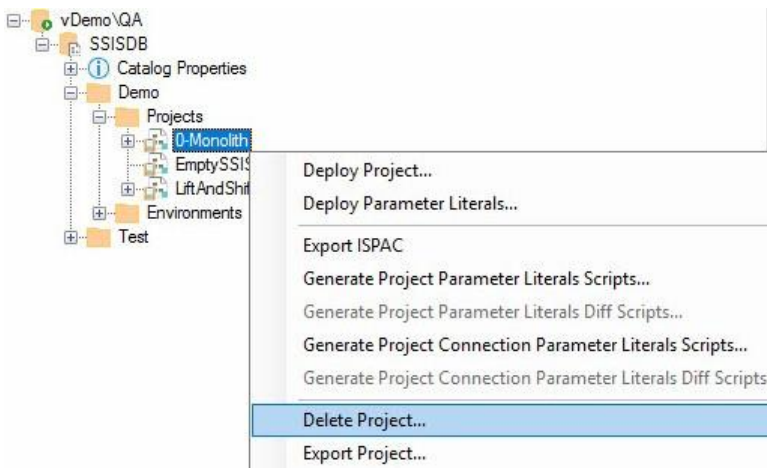 vDemo\QA
SSISDB
Catalog Properties
Demo
Projects
0-Monolith
EmptySSIS
LiftAndShif
Environments
Test
Deploy Project...
Deploy Parameter Literals...
Export ISPAC
Generate Project Parameter Literals Scripts...
Generate Project Parameter Literals Diff Scripts...
Generate Project Connection Parameter Literals Scripts...
Generate Project Connection Parameter Literals Diff Scripts
Delete Project...
Export Project...